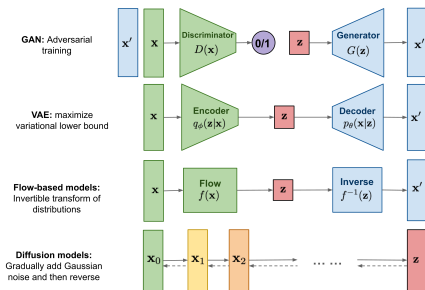 GAN: Adversarial
training
x′
x
Discriminator
D(x)
0/1
z
Generator
G(z)
x′
VAE: maximize
variational lower bound
x
Encoder
qϕ(z|x)
z
Decoder
pθ(x|z)
x′
Flow-based models:
Invertible transform of
distributions
x
Flow
f(x)
z
Inverse
f⁻¹(z)
x′
Diffusion models:
Gradually add Gaussian
noise and then reverse
x₀
x₁
x₂
... ...
z